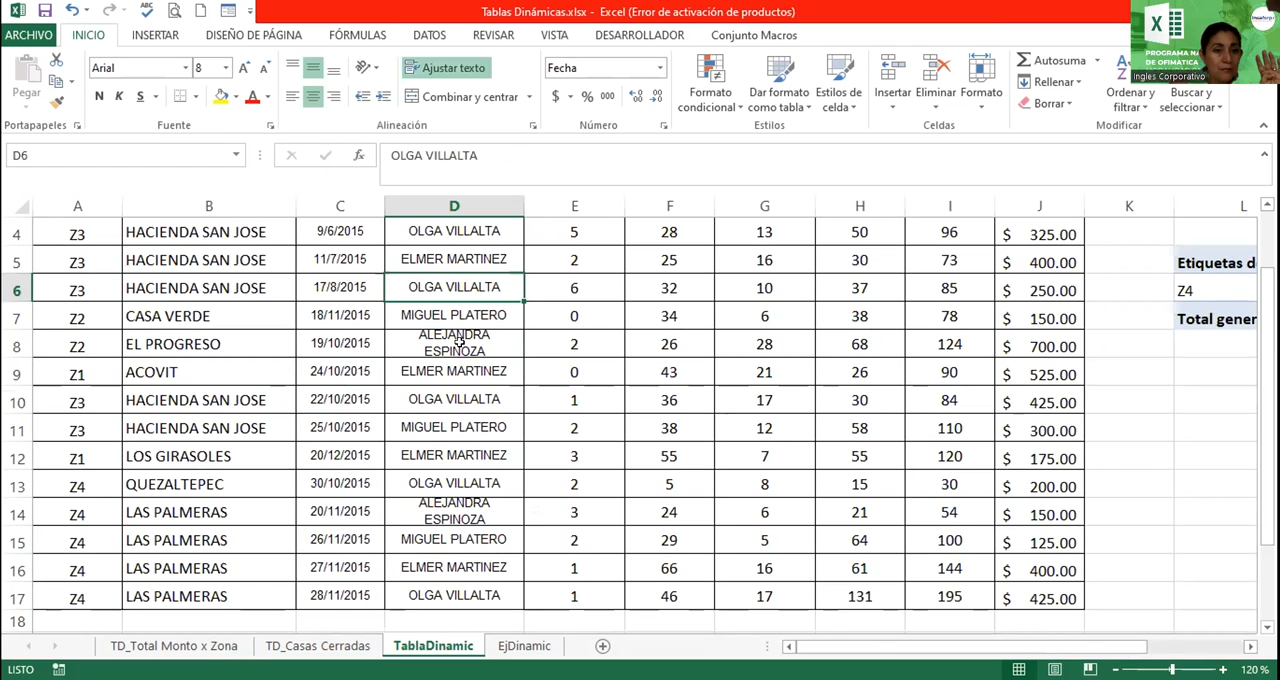 Tablas Dinámicas.xlsx - Excel (Error de activación de productos)
ARCHIVO INICIO INSERTAR DISEÑO DE PÁGINA FÓRMULAS DATOS REVISAR VISTA DESARROLLADOR Conjunto Macros
PROGRAMA NA
DE OFIMÁTICA
Ingles Corporativo
Pegar
Arial 8
Ajustar texto
Fecha
Formato condicional
Dar formato como tabla
Estilos de celda
Insertar Eliminar Formato
Autosuma
Rellenar
Borrar
Ordenar y filtrar
Buscar y seleccionar
N K S
Combinar y centrar
$ % 000
Portapapeles Fuente Alineación Número Estilos Celdas Modificar
D6 fx OLGA VILLALTA
A B C D E F G H I J K L
4 Z3 HACIENDA SAN JOSE 9/6/2015 OLGA VILLALTA 5 28 13 50 96 $ 325.00
5 Z3 HACIENDA SAN JOSE 11/7/2015 ELMER MARTINEZ 2 25 16 30 73 $ 400.00 Etiquetas d
6 Z3 HACIENDA SAN JOSE 17/8/2015 OLGA VILLALTA 6 32 10 37 85 $ 250.00 Z4
7 Z2 CASA VERDE 18/11/2015 MIGUEL PLATERO 0 34 6 38 78 $ 150.00 Total gener
8 Z2 EL PROGRESO 19/10/2015 ALEJANDRA ESPINOZA 2 26 28 68 124 $ 700.00
9 Z1 ACOVIT 24/10/2015 ELMER MARTINEZ 0 43 21 26 90 $ 525.00
10 Z3 HACIENDA SAN JOSE 22/10/2015 OLGA VILLALTA 1 36 17 30 84 $ 425.00
11 Z3 HACIENDA SAN JOSE 25/10/2015 MIGUEL PLATERO 2 38 12 58 110 $ 300.00
12 Z1 LOS GIRASOLES 20/12/2015 ELMER MARTINEZ 3 55 7 55 120 $ 175.00
13 Z4 QUEZALTEPEC 30/10/2015 OLGA VILLALTA 2 5 8 15 30 $ 200.00
14 Z4 LAS PALMERAS 20/11/2015 ALEJANDRA ESPINOZA 3 24 6 21 54 $ 150.00
15 Z4 LAS PALMERAS 26/11/2015 MIGUEL PLATERO 2 29 5 64 100 $ 125.00
16 Z4 LAS PALMERAS 27/11/2015 ELMER MARTINEZ 1 66 16 61 144 $ 400.00
17 Z4 LAS PALMERAS 28/11/2015 OLGA VILLALTA 1 46 17 131 195 $ 425.00
18
TD_Total Monto x Zona TD_Casas Cerradas TablaDinamic EjDinamic
LISTO 120 %